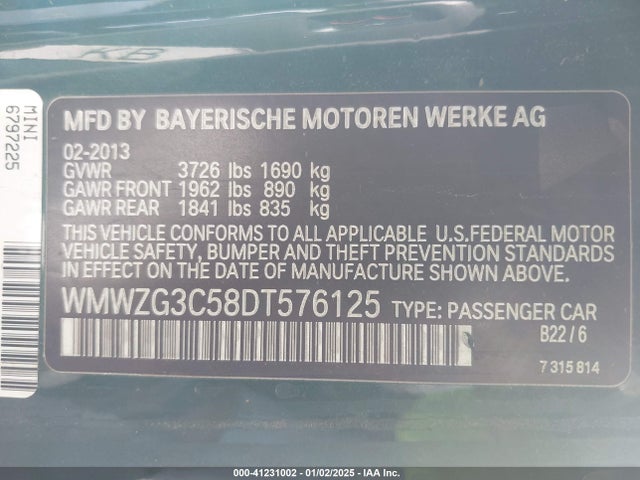 KB
MINI
6797225
MFD BY BAYERISCHE MOTOREN WERKE AG
02-2013
GVWR 3726 lbs 1690 kg
GAWR FRONT 1962 lbs 890 kg
GAWR REAR 1841 lbs 835 kg
THIS VEHICLE CONFORMS TO ALL APPLICABLE U.S.FEDERAL MOTOR
VEHICLE SAFETY, BUMPER AND THEFT PREVENTION STANDARDS
IN EFFECT ON THE DATE OF MANUFACTURE SHOWN ABOVE.
WMWZG3C58DT576125 TYPE: PASSENGER CAR
B22/6
7 315 814
000-41231002 - 01/02/2025 - IAA Inc.